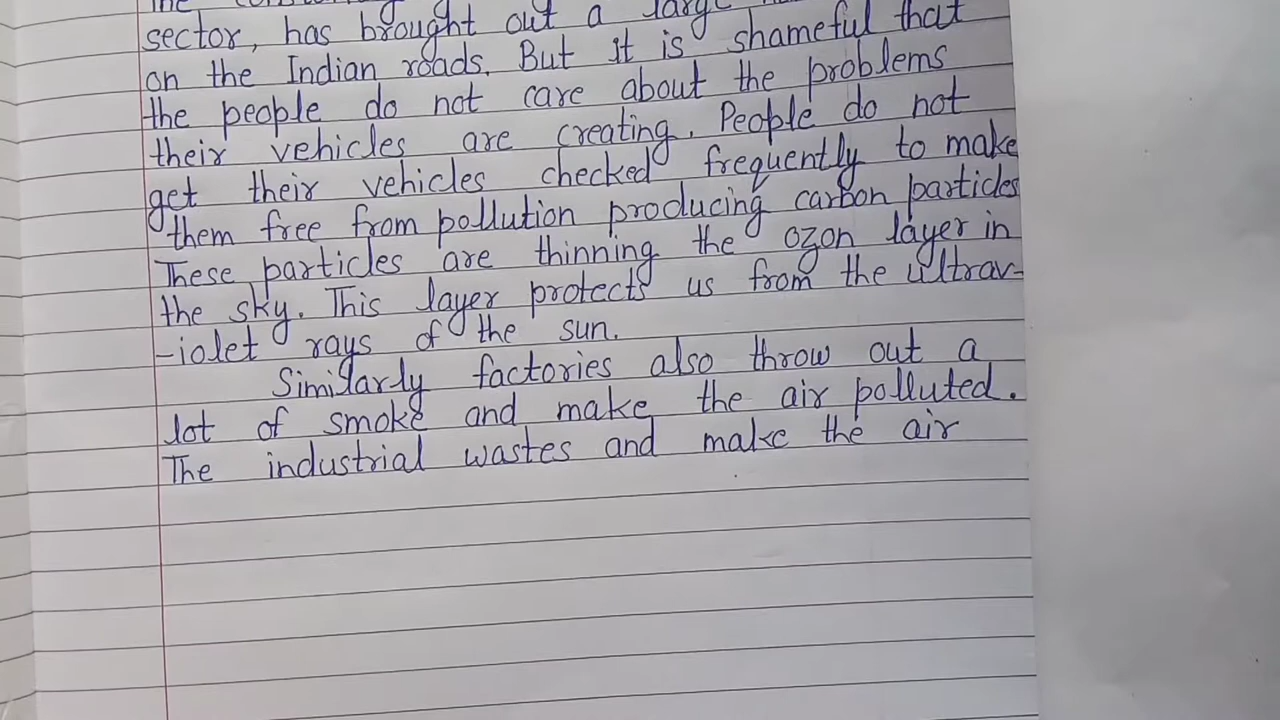 The
sector, has brought out a large
on the Indian roads. But it is shameful that
the people do not care about the problems
their vehicles are creating. People do not
get their vehicles checked frequently to make
them free from pollution producing carbon particles
These particles are thinning the ozon layer in
the sky. This layer protects us from the ultrav-
-iolet rays of the sun.
Similarly factories also throw out a
lot of smoke and make the air polluted.
The industrial wastes and make the air